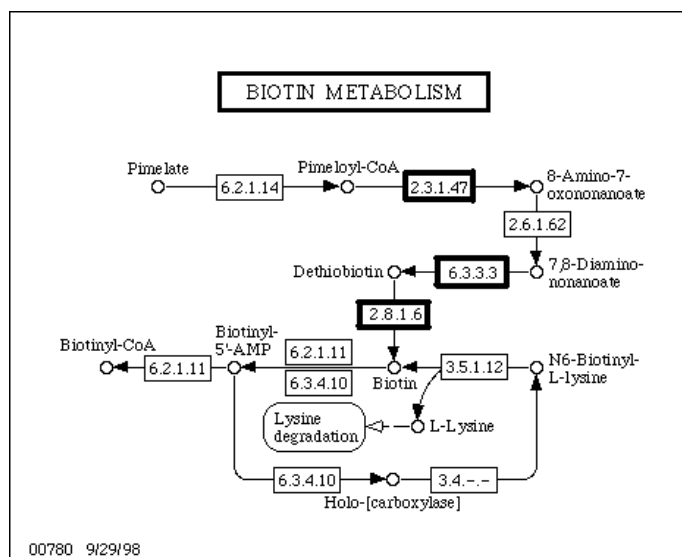 BIOTIN METABOLISM
Pimelate
6.2.1.14
Pimeloyl-CoA
2.3.1.47
8-Amino-7-
oxononanoate
2.6.1.62
Dethiobiotin
6.3.3.3
7,8-Diamino-
nonanoate
2.8.1.6
Biotinyl-CoA
6.2.1.11
Biotinyl-
5'-AMP
6.2.1.11
6.3.4.10
Biotin
3.5.1.12
N6-Biotinyl-
L-lysine
Lysine
degradation
L-Lysine
6.3.4.10
Holo-[carboxylase]
3.4.-.-
00780 9/29/98